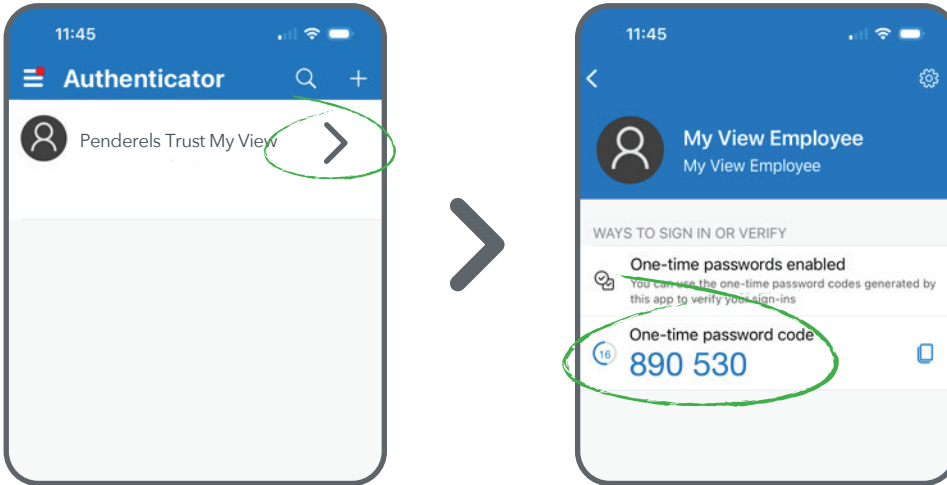 11:45
Authenticator
Penderels Trust My View
11:45
My View Employee
My View Employee
WAYS TO SIGN IN OR VERIFY
One-time passwords enabled
You can use the one-time password codes generated by
this app to verify your sign-ins
One-time password code
16
890 530